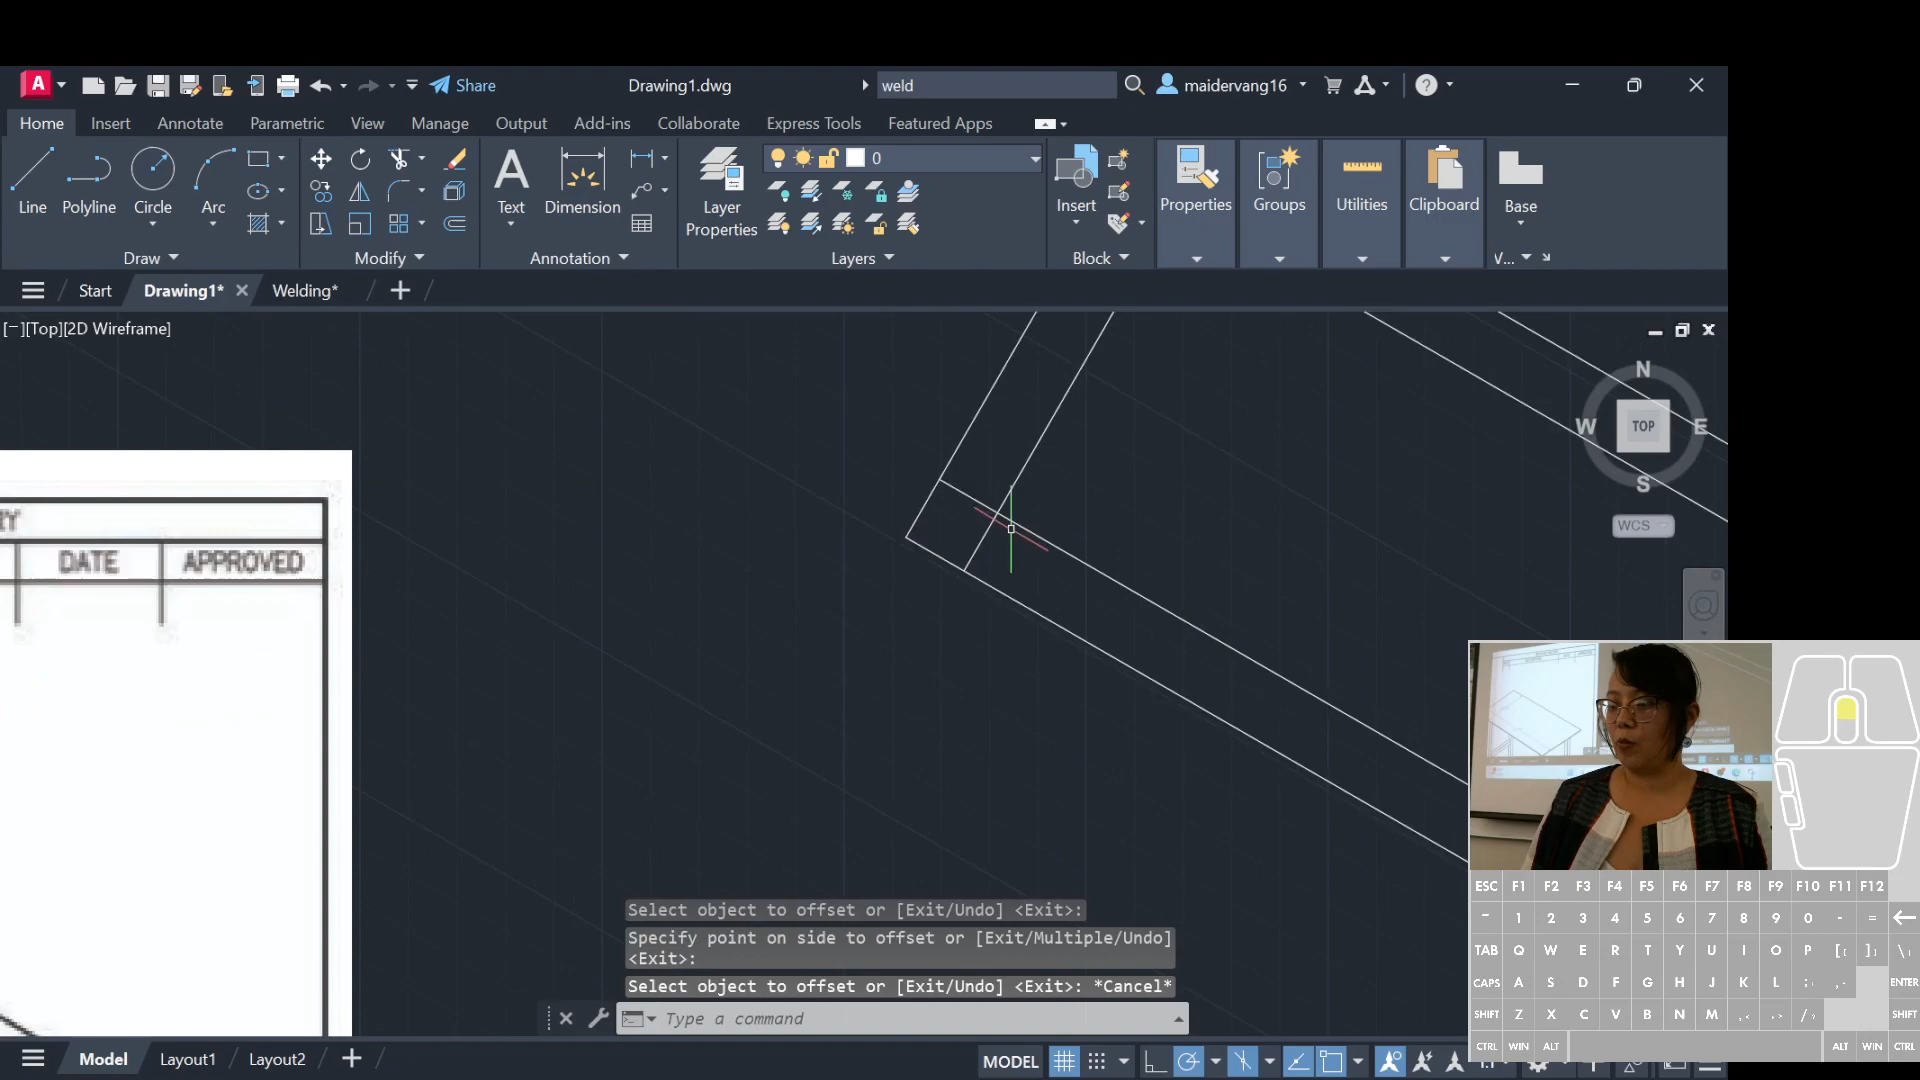 A Share Drawing1.dwg weld maidervang16
Home Insert Annotate Parametric View Manage Output Add-ins Collaborate Express Tools Featured Apps
0
Line Polyline Circle Arc Text Dimension Layer Properties Insert Properties Groups Utilities Clipboard Base
Draw Modify Annotation Layers Block V...
Start Drawing1* Welding*
[−][Top][2D Wireframe]
N
W TOP E
S
WCS
DATE APPROVED
Select object to offset or [Exit/Undo] <Exit>:
Specify point on side to offset or [Exit/Multiple/Undo]
<Exit>:
Select object to offset or [Exit/Undo] <Exit>: *Cancel*
Type a command
Model Layout1 Layout2 MODEL
ESC F1 F2 F3 F4 F5 F6 F7 F8 F9 F10 F11 F12
~ 1 2 3 4 5 6 7 8 9 0 - =
TAB Q W E R T Y U I O P [{ ]} \|
CAPS A S D F G H J K L ENTER
SHIFT Z X C V B N M SHIFT
CTRL WIN ALT ALT WIN CTRL